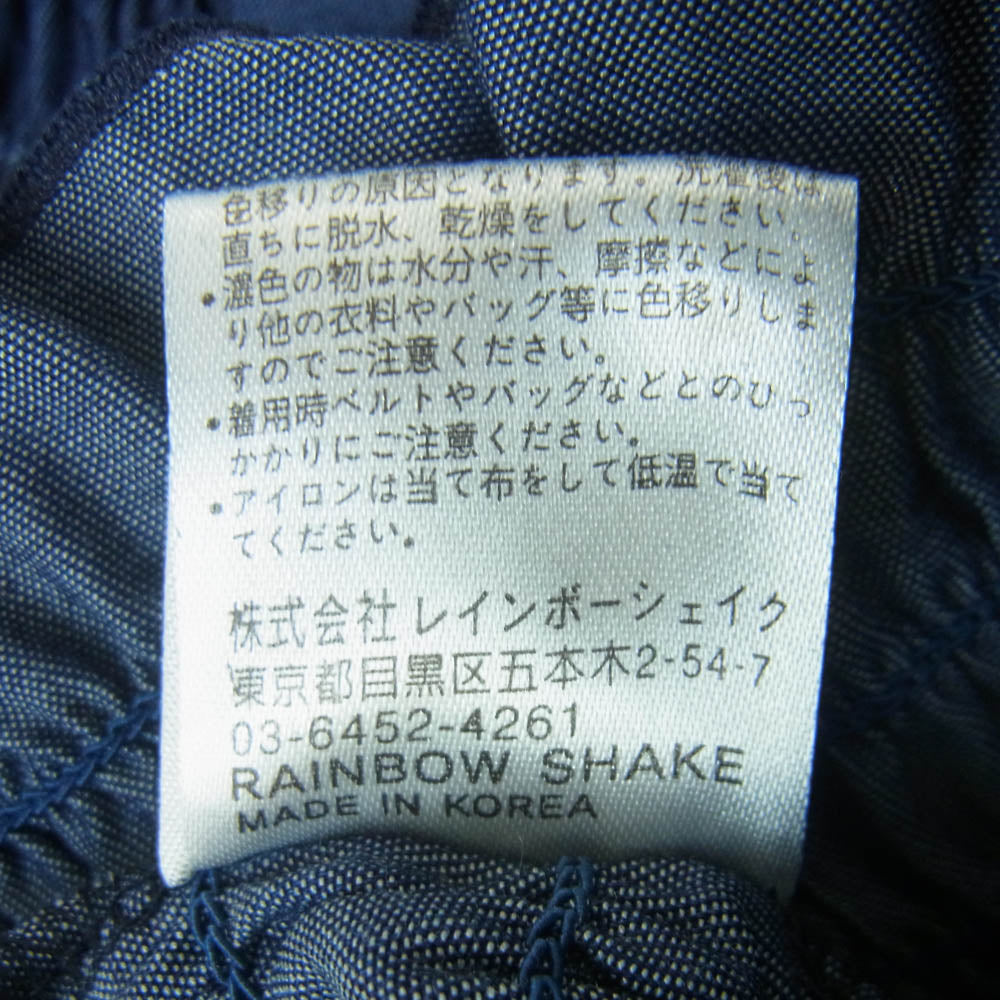 色移りの原因となります。洗濯後は
直ちに脱水、乾燥をしてください。
・濃色の物は水分や汗、摩擦などによ
り他の衣料やバッグ等に色移りしま
すのでご注意ください。
・着用時ベルトやバッグなどとのひっ
かかりにご注意ください。
・アイロンは当て布をして低温で当て
てください。
株式会社レインボーシェイク
東京都目黒区五本木2-54-7
03-6452-4261
RAINBOW SHAKE
MADE IN KOREA